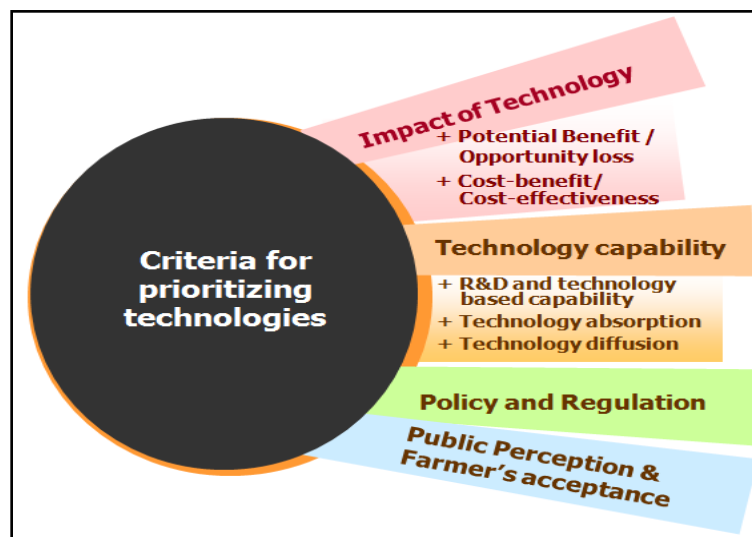 Criteria for
prioritizing
technologies
Impact of Technology
+ Potential Benefit /
Opportunity loss
+ Cost-benefit/
Cost-effectiveness
Technology capability
+ R&D and technology
based capability
+ Technology absorption
+ Technology diffusion
Policy and Regulation
Public Perception &
Farmer's acceptance